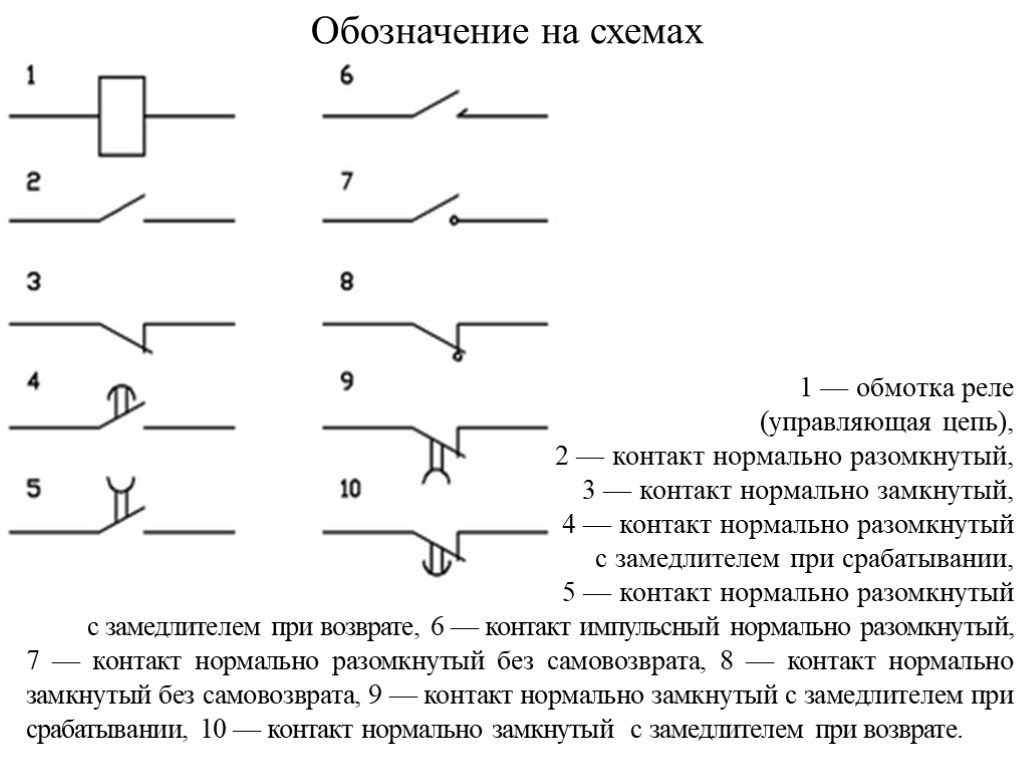 Обозначение на схемах
1
6
2
7
3
8
4
9
5
10
1 — обмотка реле
(управляющая цепь),
2 — контакт нормально разомкнутый,
3 — контакт нормально замкнутый,
4 — контакт нормально разомкнутый
с замедлителем при срабатывании,
5 — контакт нормально разомкнутый
с замедлителем при возврате, 6 — контакт импульсный нормально разомкнутый,
7 — контакт нормально разомкнутый без самовозврата, 8 — контакт нормально
замкнутый без самовозврата, 9 — контакт нормально замкнутый с замедлителем при
срабатывании, 10 — контакт нормально замкнутый с замедлителем при возврате.